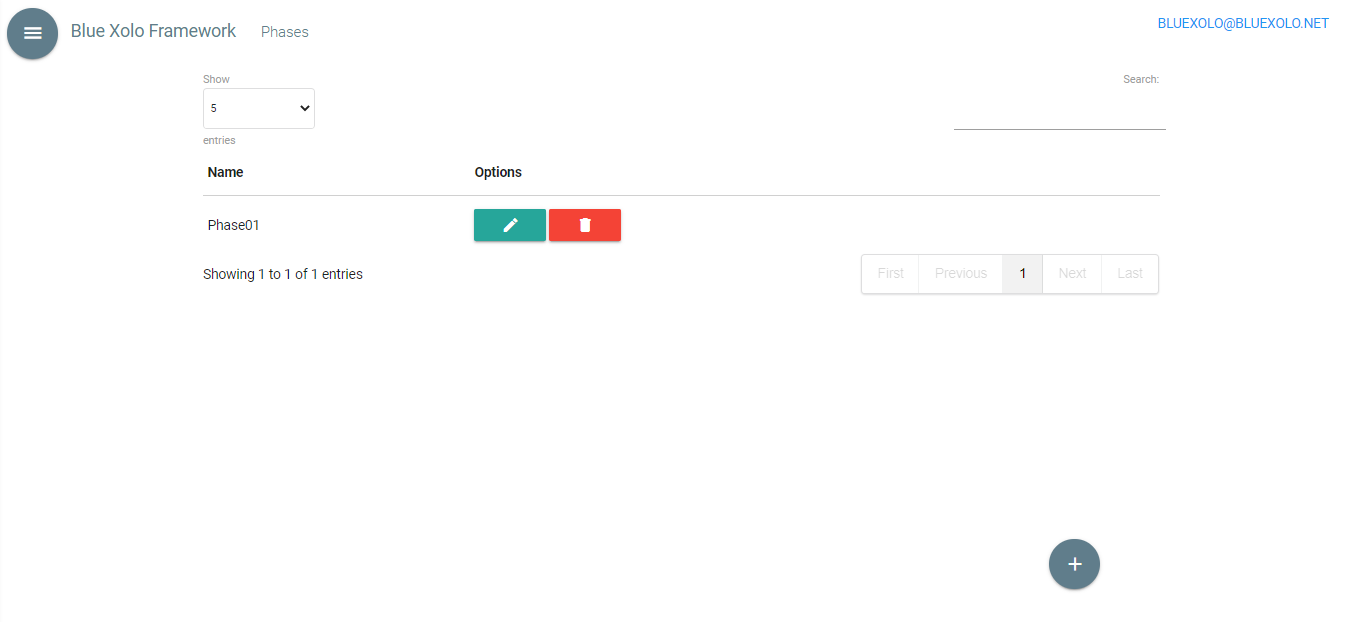 Blue Xolo Framework Phases
BLUEXOLO@BLUEXOLO.NET
Show
5
entries
Search:
Name Options
Phase01
Showing 1 to 1 of 1 entries
First Previous 1 Next Last